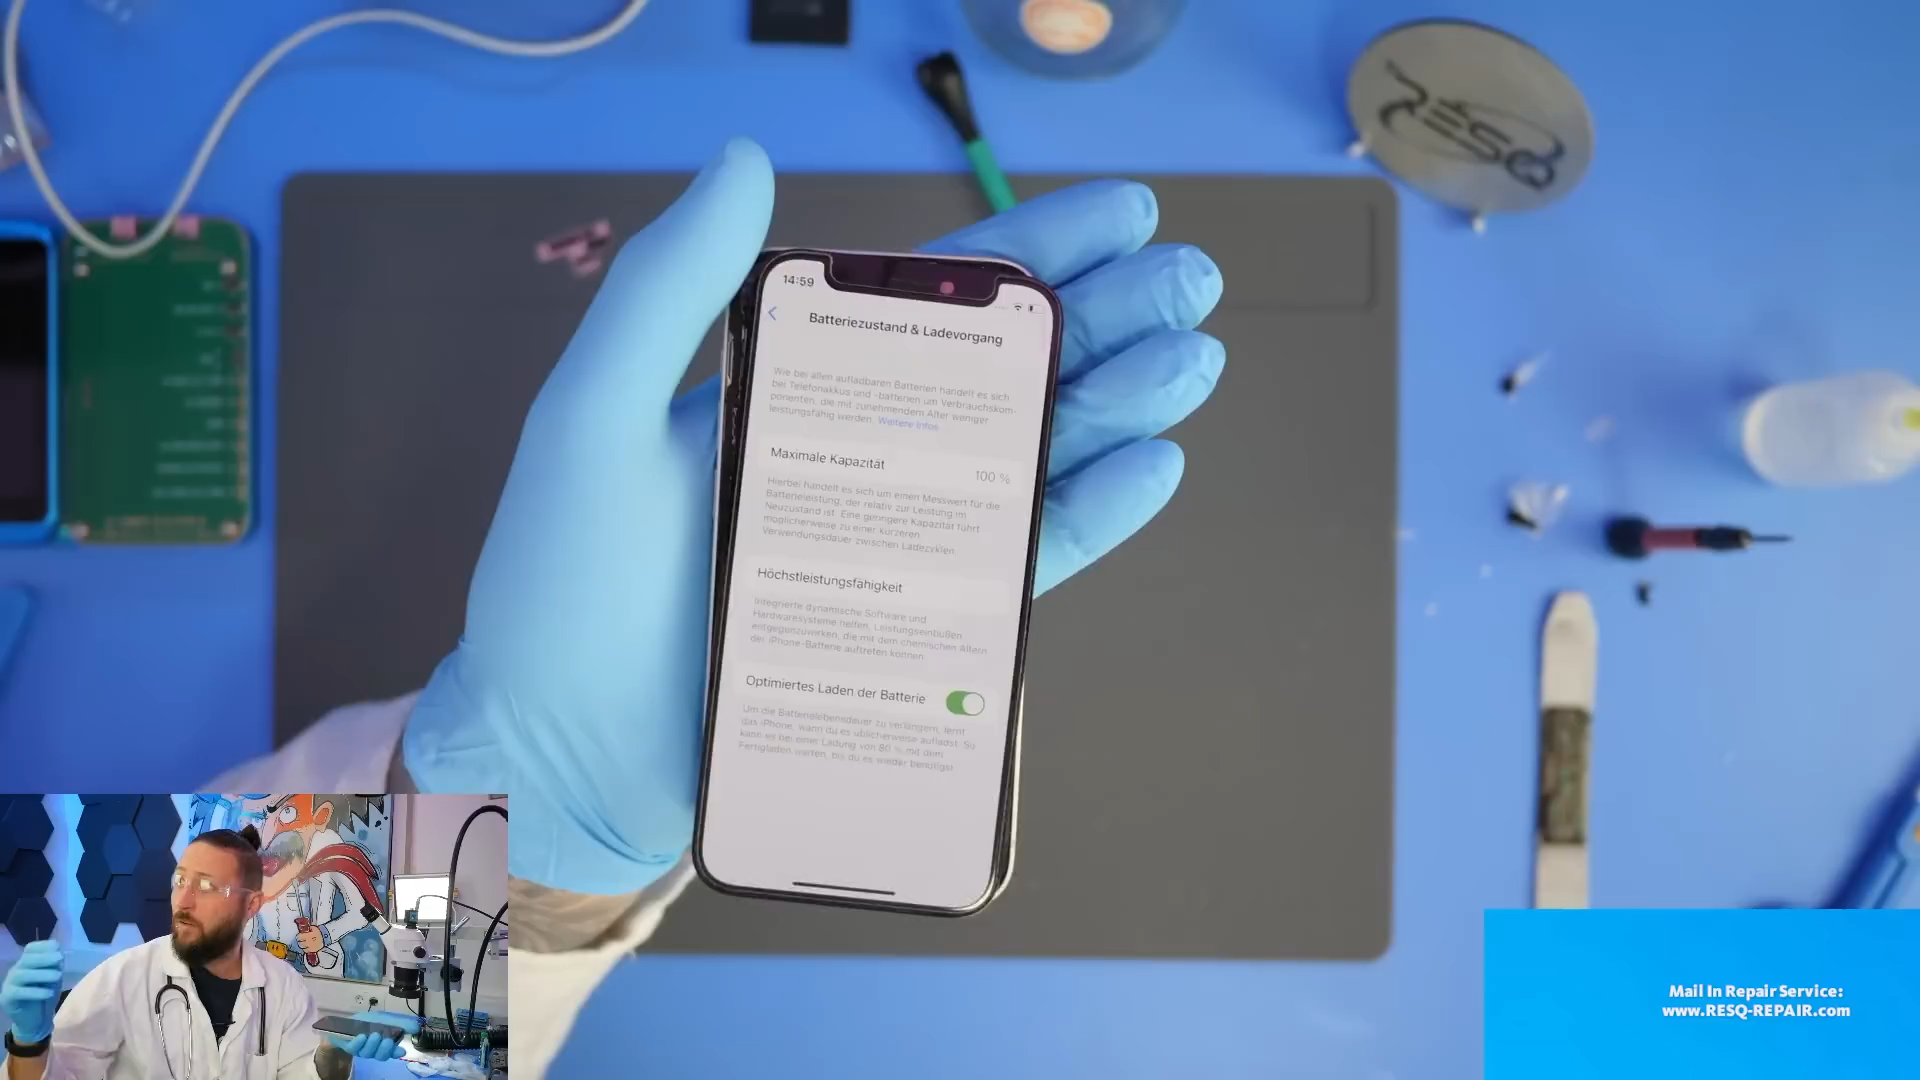 RESQ
14:59
Batteriezustand & Ladevorgang
Wie bei allen aufladbaren Batterien handelt es sich
bei Telefonakkus und -batterien um Verbrauchskom-
ponenten, die mit zunehmendem Alter weniger
leistungsfähig werden. Weitere Infos
Maximale Kapazität 100 %
Hierbei handelt es sich um einen Messwert für die
Batterieleistung, der relativ zur Leistung im
Neuzustand ist. Eine geringere Kapazität führt
möglicherweise zu einer kürzeren
Verwendungsdauer zwischen Ladezyklen.
Höchstleistungsfähigkeit
Integrierte dynamische Software und
Hardwaresysteme helfen, Leistungseinbußen
entgegenzuwirken, die mit dem chemischen Altern
der iPhone-Batterie auftreten können.
Optimiertes Laden der Batterie
Um die Batterielebensdauer zu verlängern, lernt
das iPhone, wann du es üblicherweise auflädst. So
kann es bei einer Ladung von 80 % mit dem
Fertigladen warten, bis du es wieder benötigst.
Mail In Repair Service:
www.RESQ-REPAIR.com